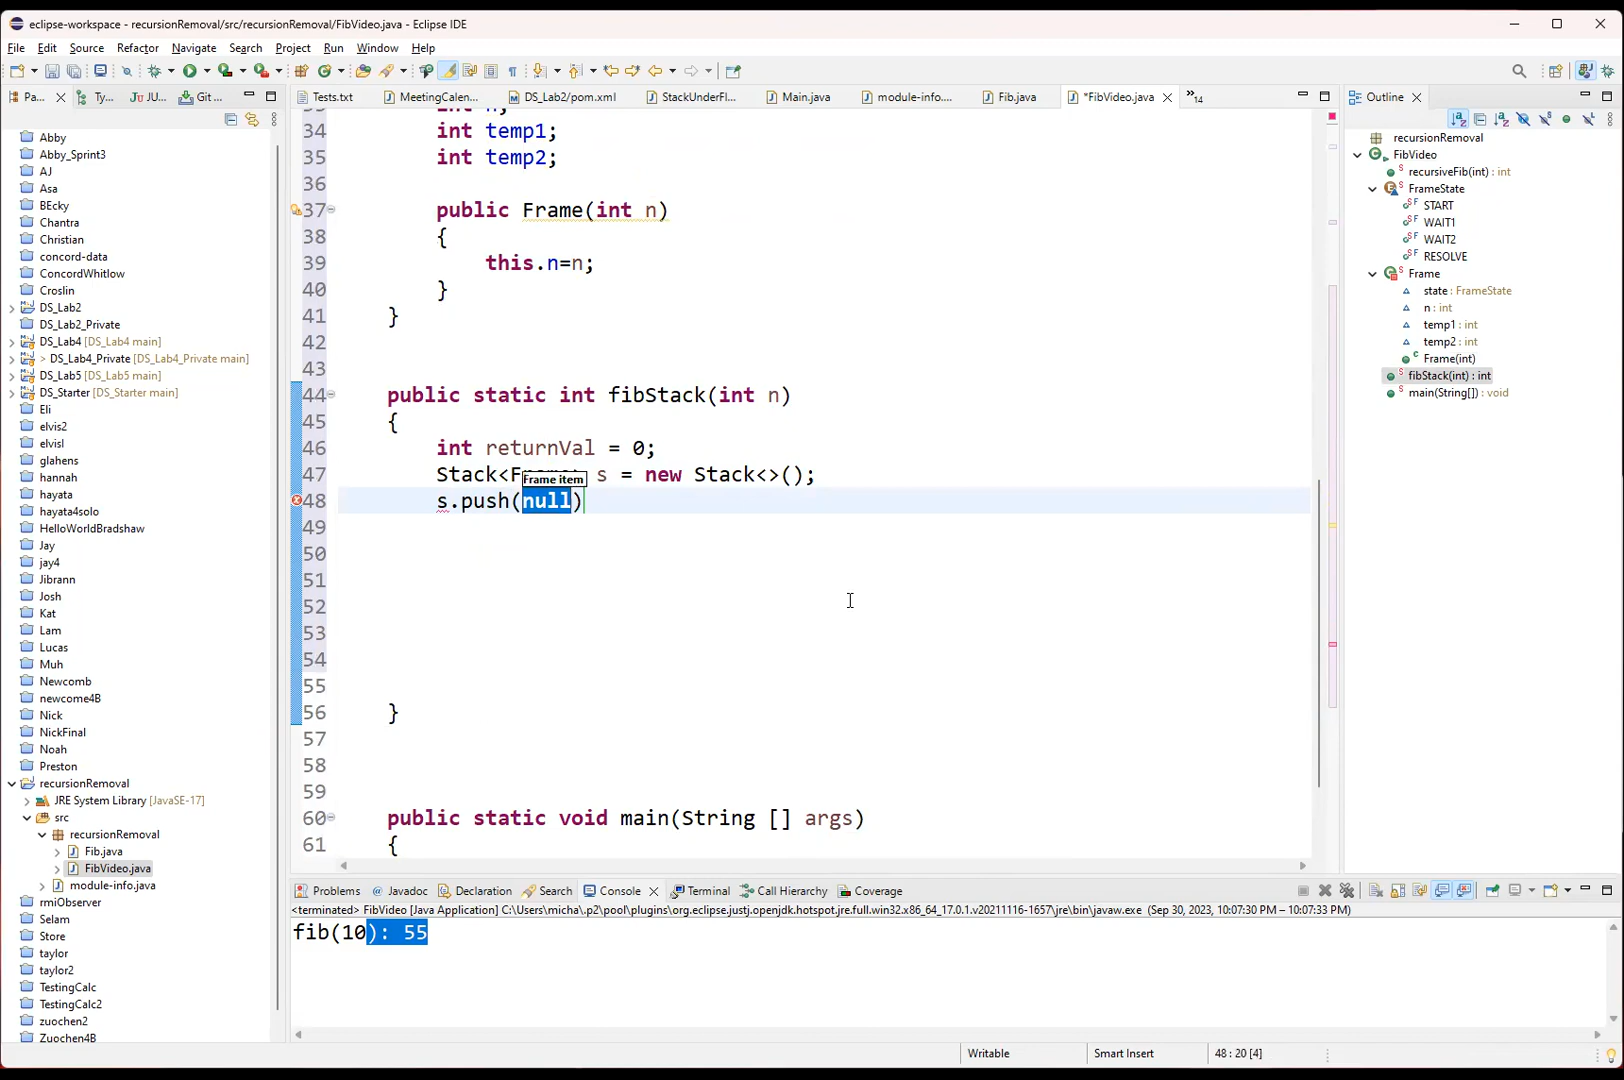 eclipse-workspace - recursionRemoval/src/recursionRemoval/FibVideo.java - Eclipse IDE
File Edit Source Refactor Navigate Search Project Run Window Help
Pa... Ty... JU... Git ...
Tests.txt MeetingCalen... DS_Lab2/pom.xml StackUnderFl... Main.java module-info.... Fib.java *FibVideo.java »14
Outline
Abby
Abby_Sprint3
AJ
Asa
BEcky
Chantra
Christian
concord-data
ConcordWhitlow
Croslin
DS_Lab2
DS_Lab2_Private
DS_Lab4 [DS_Lab4 main]
> DS_Lab4_Private [DS_Lab4_Private main]
DS_Lab5 [DS_Lab5 main]
DS_Starter [DS_Starter main]
Eli
elvis2
elvisl
glahens
hannah
hayata
hayata4solo
HelloWorldBradshaw
Jay
jay4
Jibrann
Josh
Kat
Lam
Lucas
Muh
Newcomb
newcome4B
Nick
NickFinal
Noah
Preston
recursionRemoval
JRE System Library [JavaSE-17]
src
recursionRemoval
Fib.java
FibVideo.java
module-info.java
rmiObserver
Selam
Store
taylor
taylor2
TestingCalc
TestingCalc2
zuochen2
Zuochen4B
34 int temp1;
35 int temp2;
36
37 public Frame(int n)
38 {
39 this.n=n;
40 }
41 }
42
43
44 public static int fibStack(int n)
45 {
46 int returnVal = 0;
47 Stack<Frame> s = new Stack<>();
Frame item
48 s.push(null)
49
50
51
52
53
54
55
56 }
57
58
59
60 public static void main(String [] args)
61 {
recursionRemoval
FibVideo
recursiveFib(int) : int
FrameState
START
WAIT1
WAIT2
RESOLVE
Frame
state : FrameState
n : int
temp1 : int
temp2 : int
Frame(int)
fibStack(int) : int
main(String[]) : void
Problems Javadoc Declaration Search Console Terminal Call Hierarchy Coverage
<terminated> FibVideo [Java Application] C:\Users\micha\.p2\pool\plugins\org.eclipse.justj.openjdk.hotspot.jre.full.win32.x86_64_17.0.1.v20211116-1657\jre\bin\javaw.exe (Sep 30, 2023, 10:07:30 PM – 10:07:33 PM)
fib(10): 55
Writable Smart Insert 48 : 20 [4]